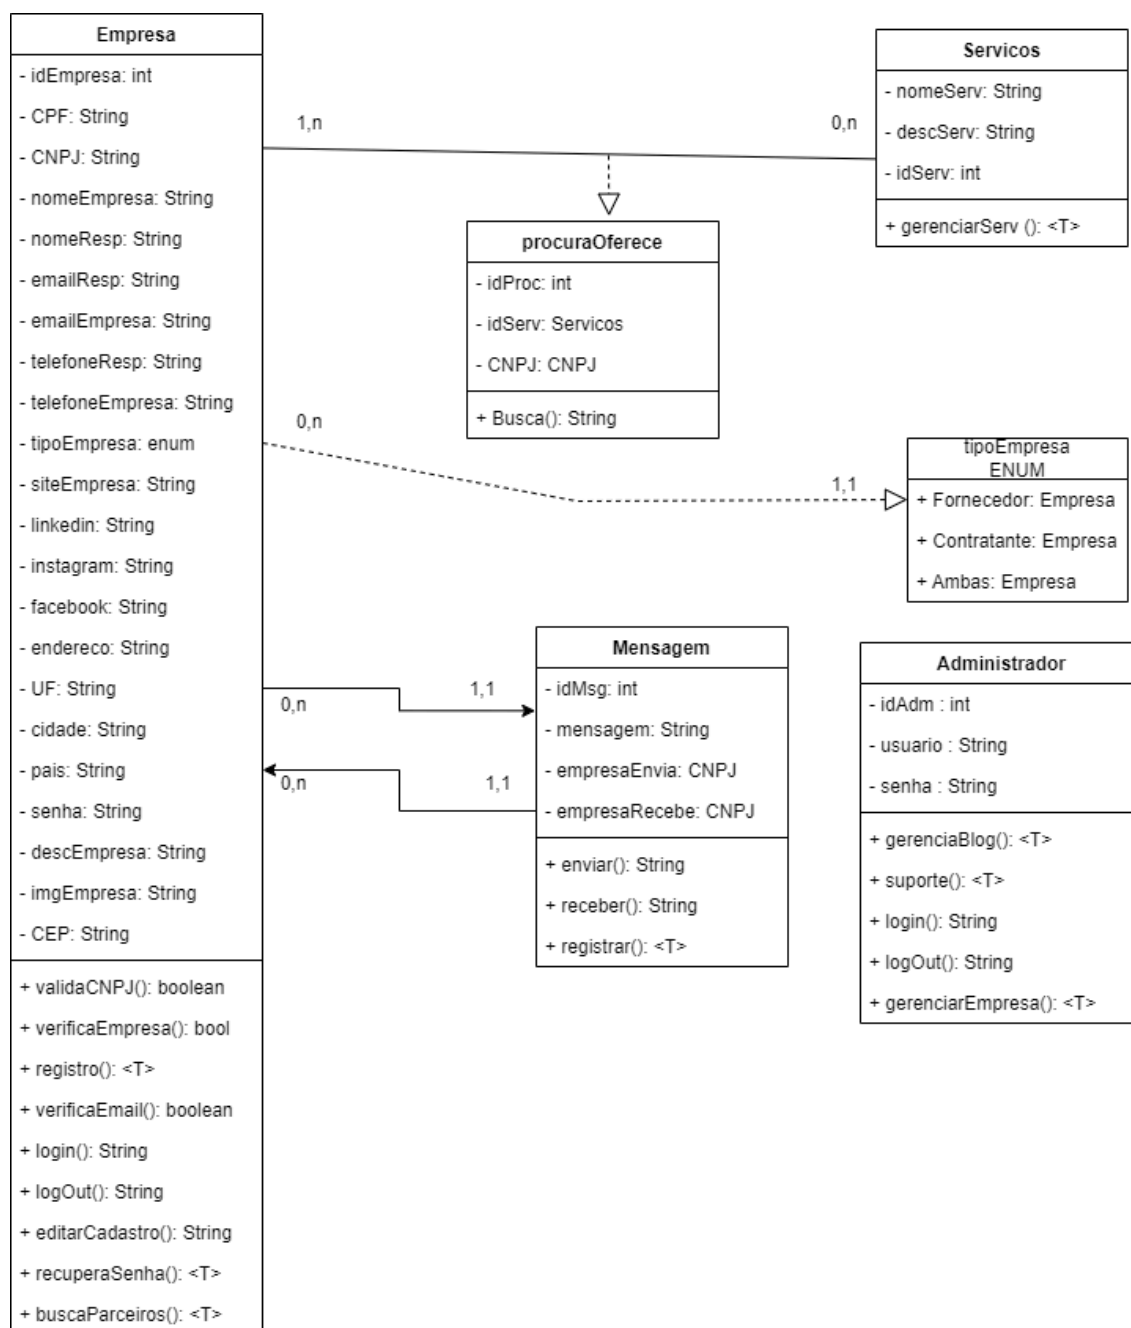 Empresa
- idEmpresa: int
- CPF: String
- CNPJ: String
- nomeEmpresa: String
- nomeResp: String
- emailResp: String
- emailEmpresa: String
- telefoneResp: String
- telefoneEmpresa: String
- tipoEmpresa: enum
- siteEmpresa: String
- linkedin: String
- instagram: String
- facebook: String
- endereco: String
- UF: String
- cidade: String
- pais: String
- senha: String
- descEmpresa: String
- imgEmpresa: String
- CEP: String
+ validaCNPJ(): boolean
+ verificaEmpresa(): bool
+ registro(): <T>
+ verificaEmail(): boolean
+ login(): String
+ logOut(): String
+ editarCadastro(): String
+ recuperaSenha(): <T>
+ buscaParceiros(): <T>
1,n
0,n
Servicos
- nomeServ: String
- descServ: String
- idServ: int
+ gerenciarServ (): <T>
procuraOferece
- idProc: int
- idServ: Servicos
- CNPJ: CNPJ
+ Busca(): String
0,n
1,1
tipoEmpresa
ENUM
+ Fornecedor: Empresa
+ Contratante: Empresa
+ Ambas: Empresa
0,n
1,1
0,n
1,1
Mensagem
- idMsg: int
- mensagem: String
- empresaEnvia: CNPJ
- empresaRecebe: CNPJ
+ enviar(): String
+ receber(): String
+ registrar(): <T>
Administrador
- idAdm : int
- usuario : String
- senha : String
+ gerenciaBlog(): <T>
+ suporte(): <T>
+ login(): String
+ logOut(): String
+ gerenciarEmpresa(): <T>